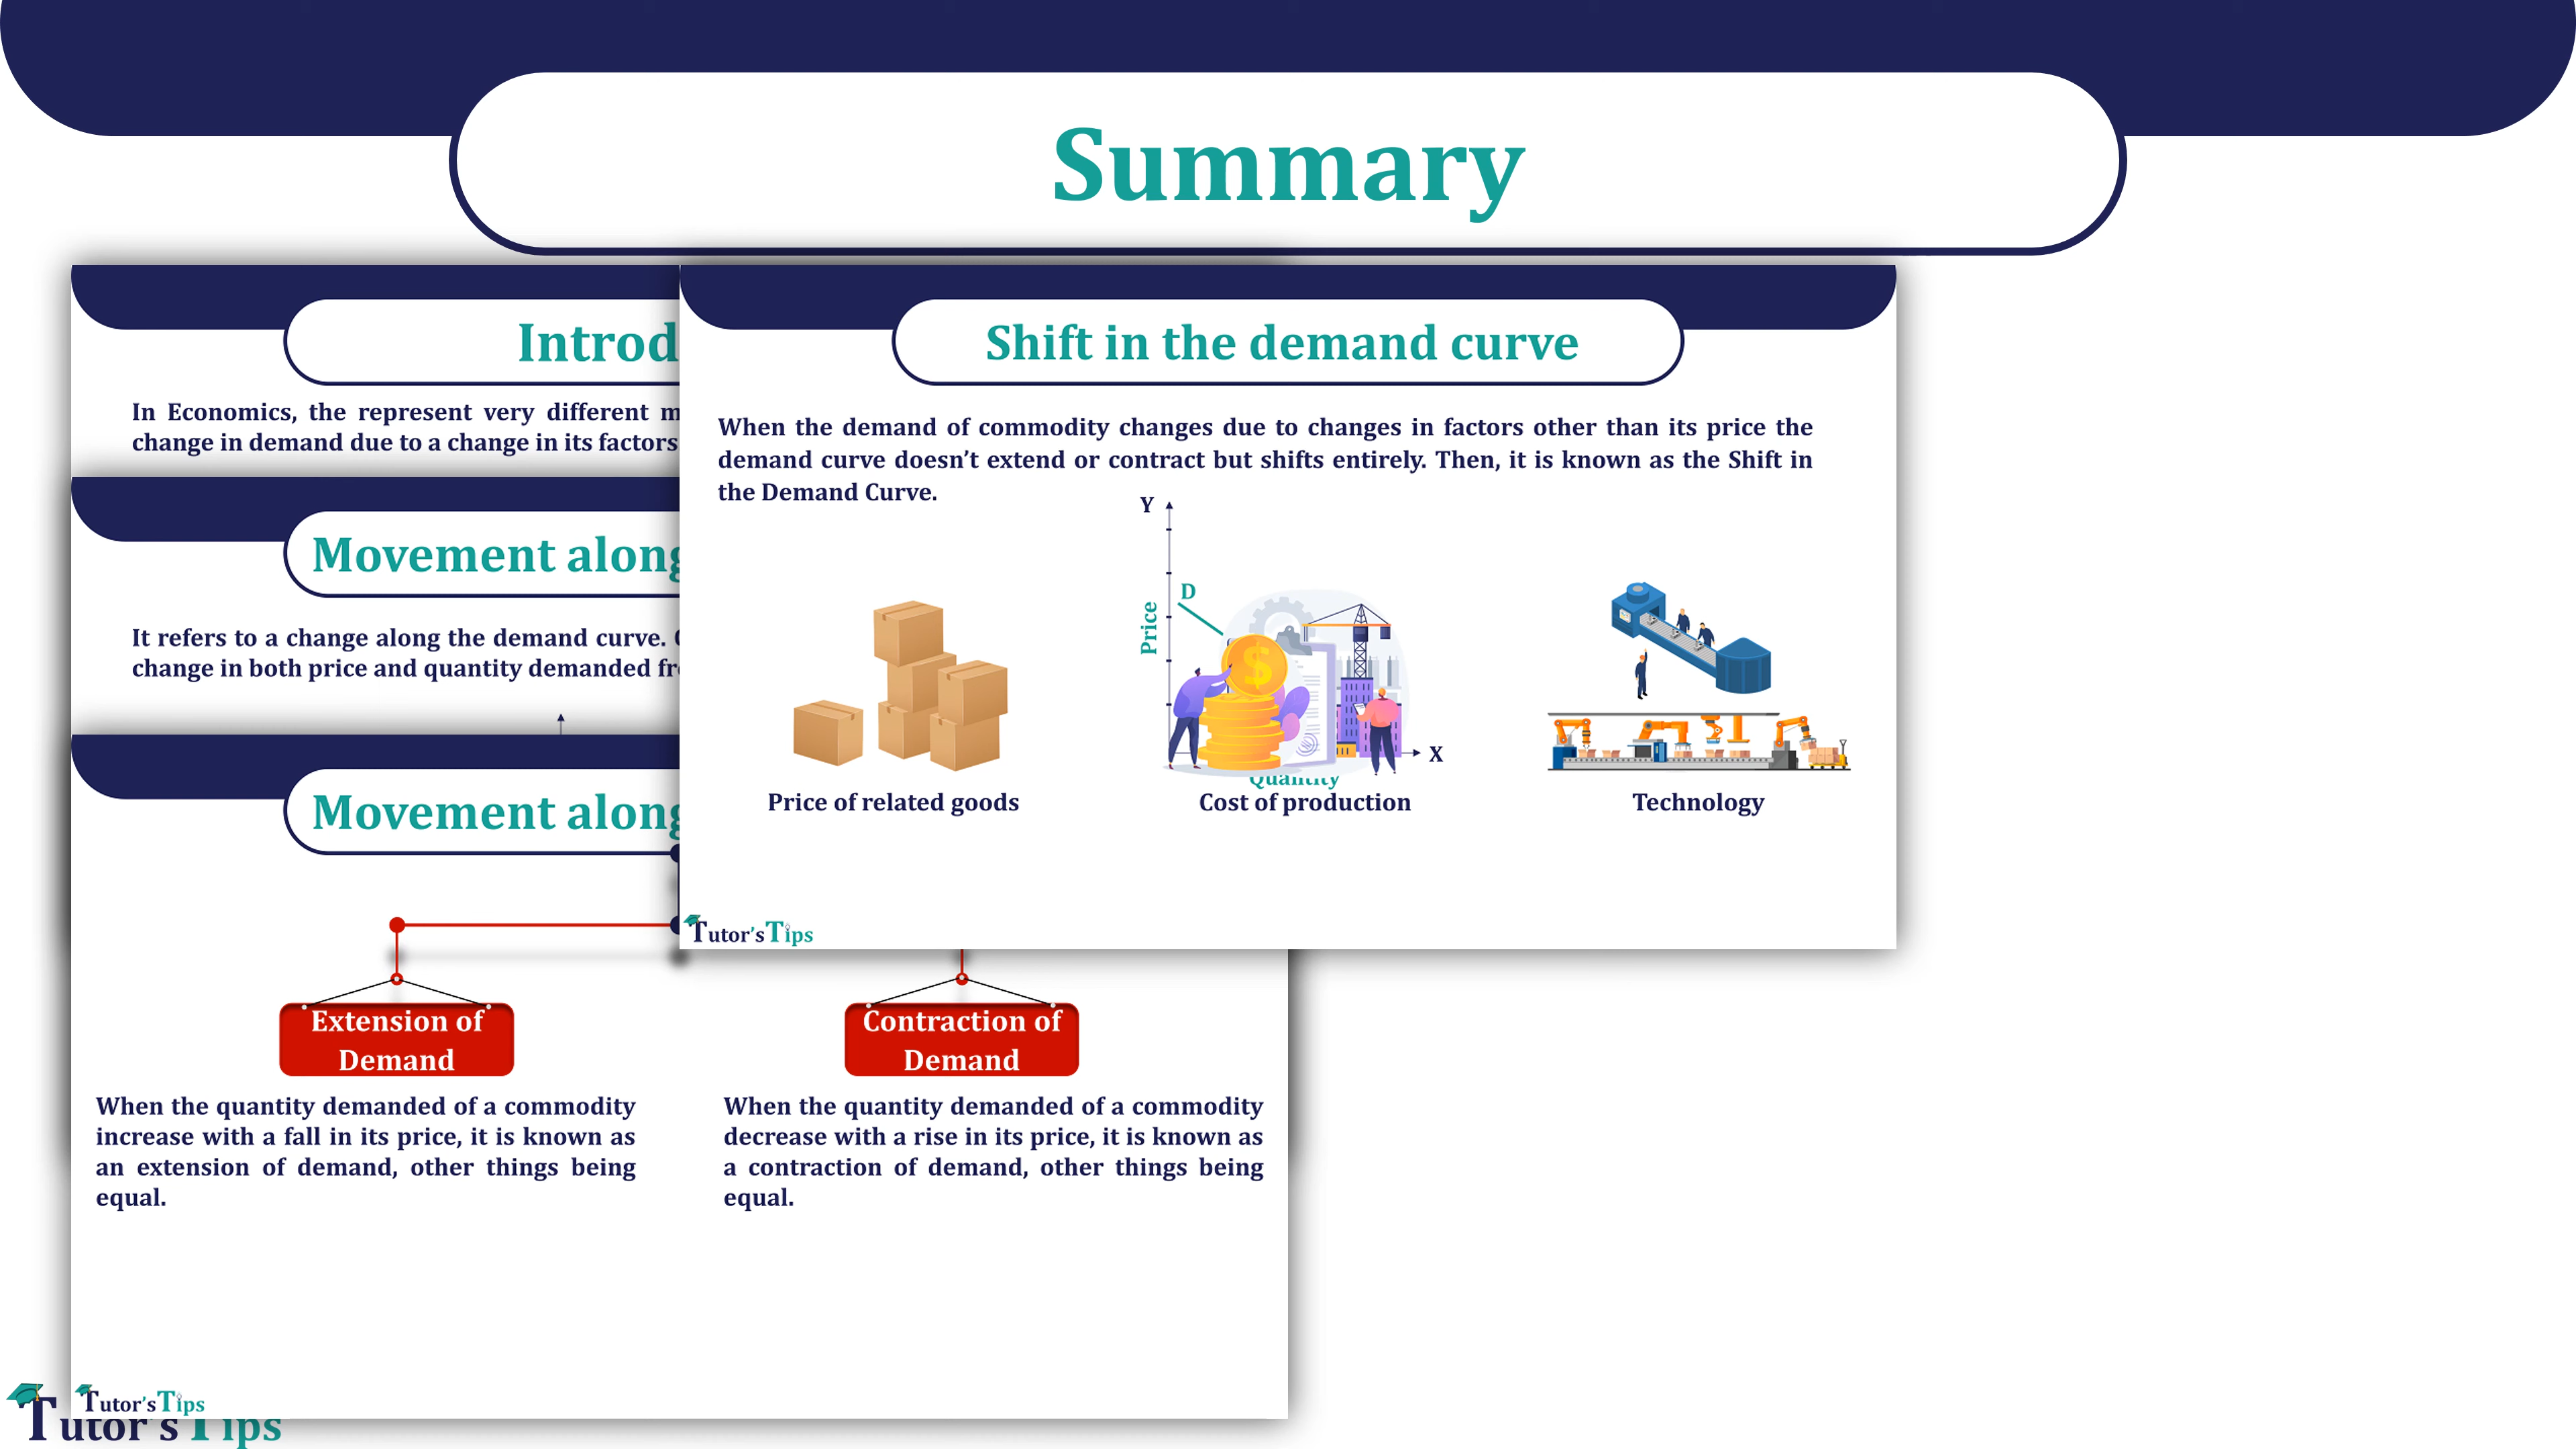 Summary
Introd
In Economics, the represent very different
change in demand due to a change in its factors
Movement along
It refers to a change along the demand curve.
change in both price and quantity demanded
Movement along
Extension of
Demand
When the quantity demanded of a commodity
increase with a fall in its price, it is known as
an extension of demand, other things being
equal.
Contraction of
Demand
When the quantity demanded of a commodity
decrease with a rise in its price, it is known as
a contraction of demand, other things being
equal.
Shift in the demand curve
When the demand of commodity changes due to changes in factors other than its price the
demand curve doesn’t extend or contract but shifts entirely. Then, it is known as the Shift in
the Demand Curve.
Y
D
Price
X
Quantity
Price of related goods
Cost of production
Technology
Tutor’sTips
Tutor’sTips
Tutor’s Tips